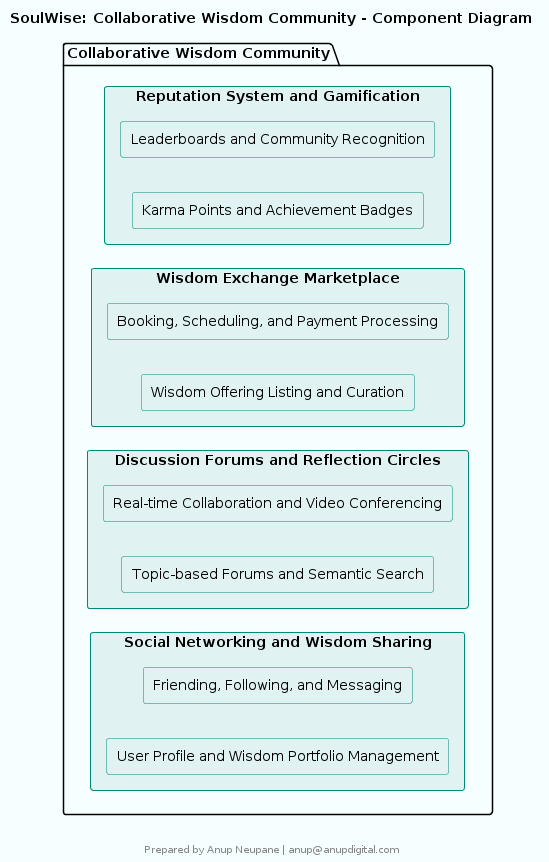 SoulWise: Collaborative Wisdom Community - Component Diagram
Collaborative Wisdom Community
Reputation System and Gamification
Leaderboards and Community Recognition
Karma Points and Achievement Badges
Wisdom Exchange Marketplace
Booking, Scheduling, and Payment Processing
Wisdom Offering Listing and Curation
Discussion Forums and Reflection Circles
Real-time Collaboration and Video Conferencing
Topic-based Forums and Semantic Search
Social Networking and Wisdom Sharing
Friending, Following, and Messaging
User Profile and Wisdom Portfolio Management
Prepared by Anup Neupane | anup@anupdigital.com